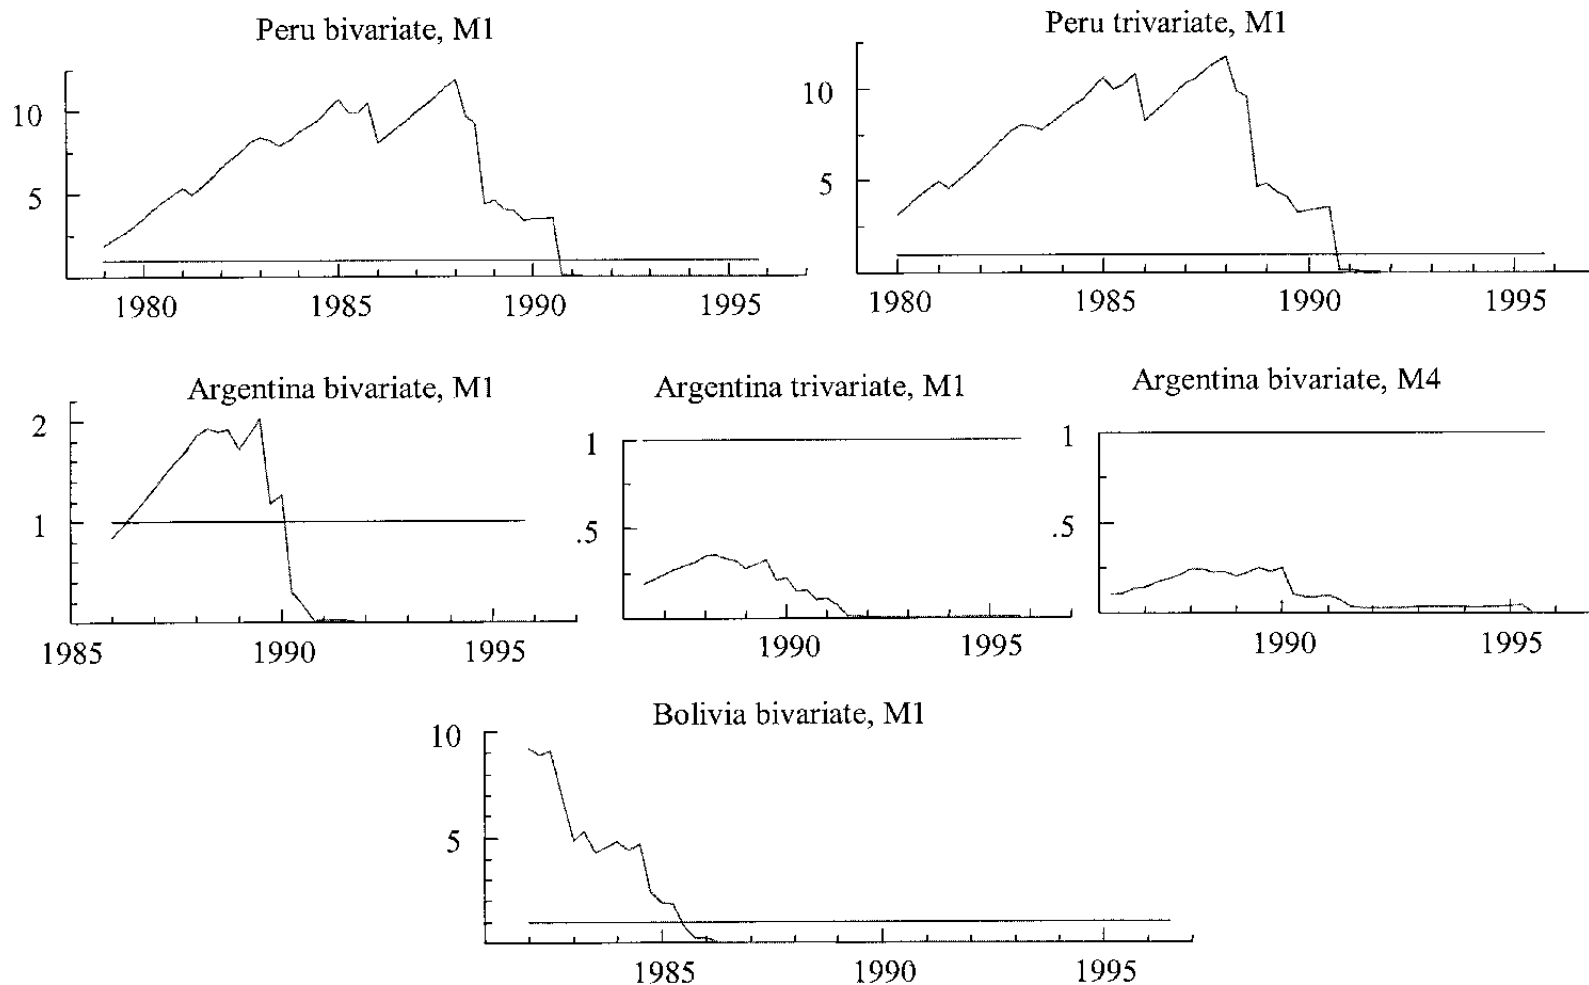 Peru bivariate, M1
10
5
1980 1985 1990 1995
Peru trivariate, M1
10
5
1980 1985 1990 1995
Argentina bivariate, M1
2
1
1985 1990 1995
Argentina trivariate, M1
1
.5
1990 1995
Argentina bivariate, M4
1
.5
1990 1995
Bolivia bivariate, M1
10
5
1985 1990 1995